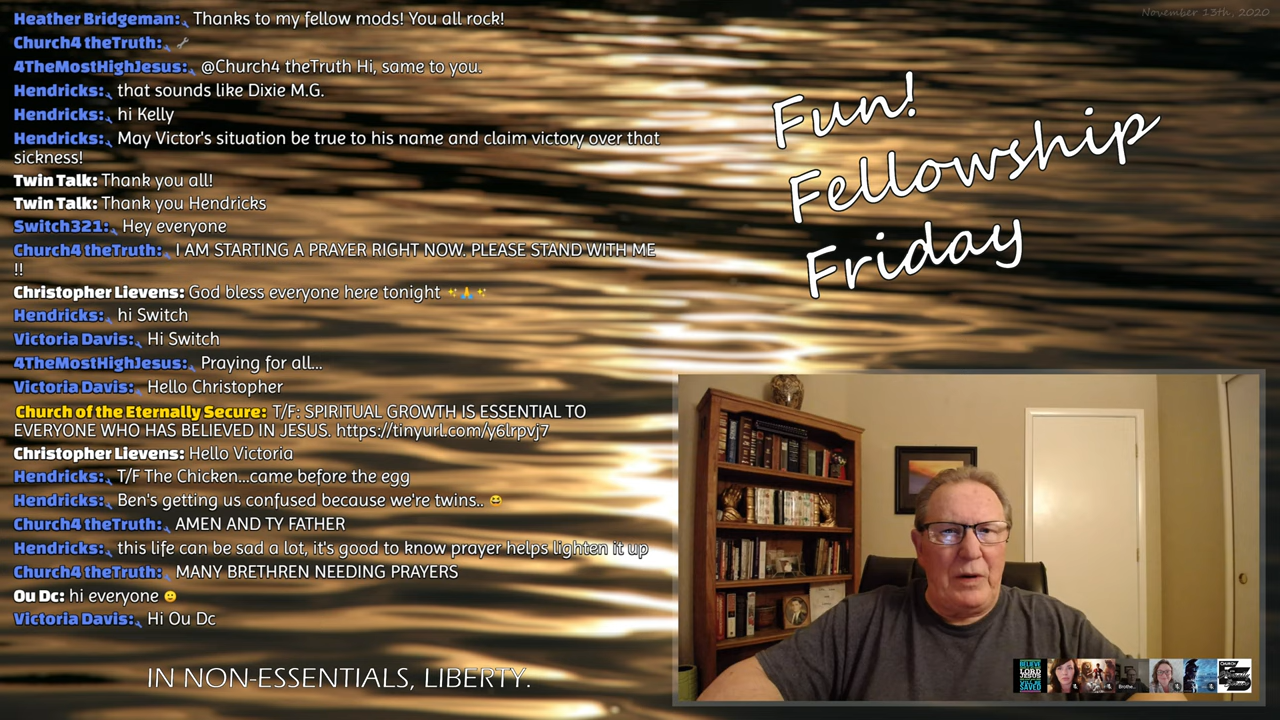 Heather Bridgeman: Thanks to my fellow mods! You all rock!
Church4 theTruth:
4TheMostHighJesus: @Church4 theTruth Hi, same to you.
Hendricks: that sounds like Dixie M.G.
Hendricks: hi Kelly
Hendricks: May Victor's situation be true to his name and claim victory over that
sickness!
Twin Talk: Thank you all!
Twin Talk: Thank you Hendricks
Switch321: Hey everyone
Church4 theTruth: I AM STARTING A PRAYER RIGHT NOW. PLEASE STAND WITH ME
!!
Christopher Lievens: God bless everyone here tonight ✨🙏✨
Hendricks: hi Switch
Victoria Davis: Hi Switch
4TheMostHighJesus: Praying for all...
Victoria Davis: Hello Christopher
Church of the Eternally Secure: T/F: SPIRITUAL GROWTH IS ESSENTIAL TO
EVERYONE WHO HAS BELIEVED IN JESUS. https://tinyurl.com/y6lrpvj7
Christopher Lievens: Hello Victoria
Hendricks: T/F The Chicken...came before the egg
Hendricks: Ben's getting us confused because we're twins.. 😄
Church4 theTruth: AMEN AND TY FATHER
Hendricks: this life can be sad a lot, it's good to know prayer helps lighten it up
Church4 theTruth: MANY BRETHREN NEEDING PRAYERS
Ou Dc: hi everyone 🙂
Victoria Davis: Hi Ou Dc
IN NON-ESSENTIALS, LIBERTY.
November 13th, 2020
Fun!
Fellowship
Friday
BELIEVE
LORD
JESUS
SAVED
Brothe...
CHURCH